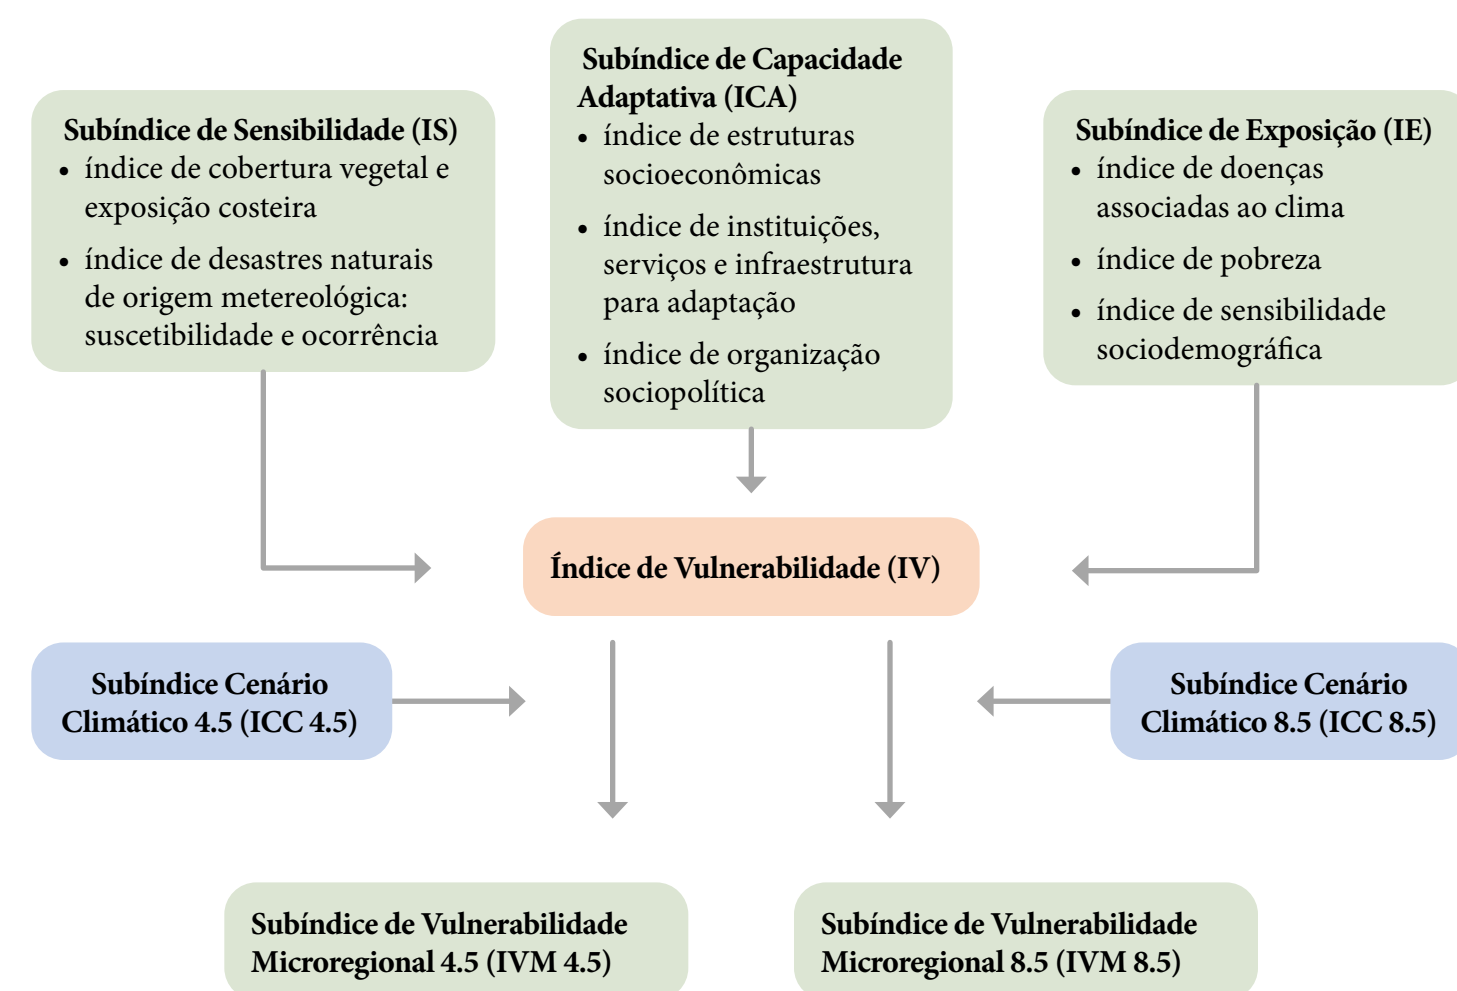 Subíndice de Sensibilidade (IS)
• índice de cobertura vegetal e
exposição costeira
• índice de desastres naturais
de origem metereológica:
suscetibilidade e ocorrência
Subíndice de Capacidade
Adaptativa (ICA)
• índice de estruturas
socioeconômicas
• índice de instituições,
serviços e infraestrutura
para adaptação
• índice de organização
sociopolítica
Subíndice de Exposição (IE)
• índice de doenças
associadas ao clima
• índice de pobreza
• índice de sensibilidade
sociodemográfica
Índice de Vulnerabilidade (IV)
Subíndice Cenário
Climático 4.5 (ICC 4.5)
Subíndice Cenário
Climático 8.5 (ICC 8.5)
Subíndice de Vulnerabilidade
Microregional 4.5 (IVM 4.5)
Subíndice de Vulnerabilidade
Microregional 8.5 (IVM 8.5)